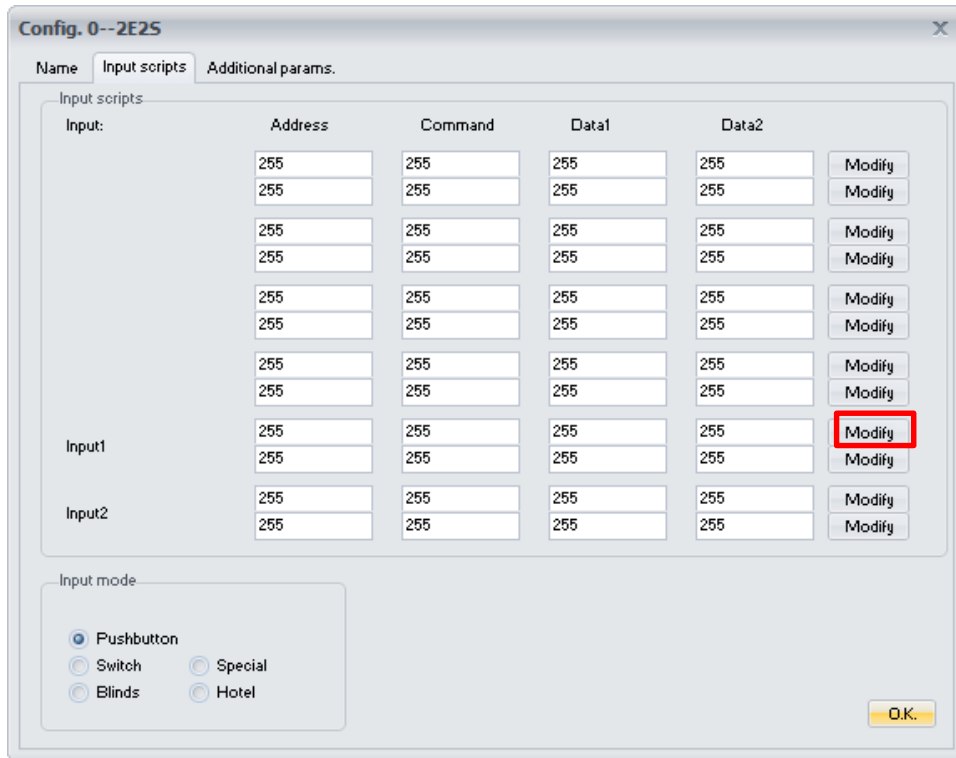 Config. 0--2E2S X
Name Input scripts Additional params.
Input scripts
Input: Address Command Data1 Data2
255 255 255 255 Modify
255 255 255 255 Modify
255 255 255 255 Modify
255 255 255 255 Modify
255 255 255 255 Modify
255 255 255 255 Modify
255 255 255 255 Modify
255 255 255 255 Modify
Input1
255 255 255 255 Modify
255 255 255 255 Modify
Input2
255 255 255 255 Modify
255 255 255 255 Modify
Input mode
Pushbutton
Switch Special
Blinds Hotel
O.K.